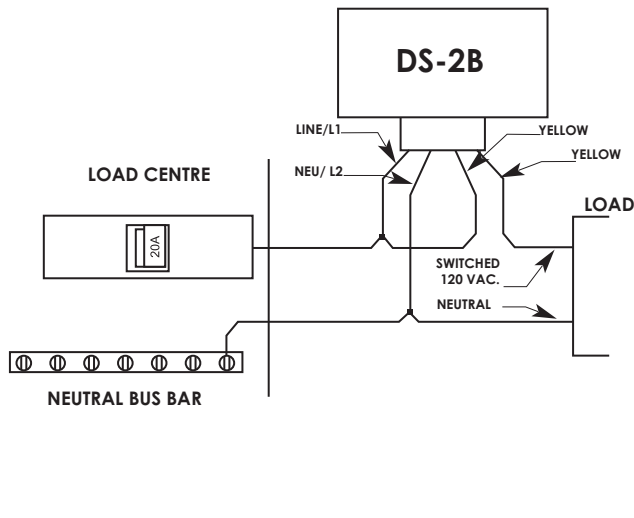 DS-2B
LINE/L1
YELLOW
NEU/ L2
YELLOW
LOAD CENTRE
LOAD
20A
SWITCHED
120 VAC.
NEUTRAL
NEUTRAL BUS BAR